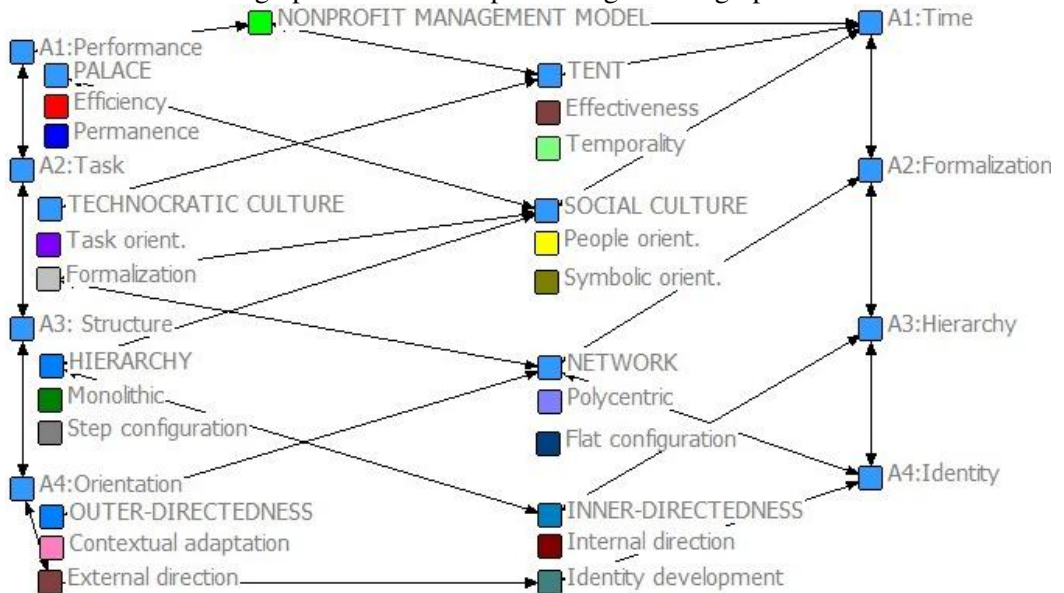 NONPROFIT MANAGEMENT MODEL
A1:Time
A1:Performance
PALACE
TENT
Efficiency
Effectiveness
Permanence
Temporality
A2:Task
A2:Formalization
TECHNOCRATIC CULTURE
SOCIAL CULTURE
Task orient.
People orient.
Formalization
Symbolic orient.
A3: Structure
A3:Hierarchy
HIERARCHY
NETWORK
Monolithic
Polycentric
Step configuration
Flat configuration
A4:Orientation
A4:Identity
OUTER-DIRECTEDNESS
INNER-DIRECTEDNESS
Contextual adaptation
Internal direction
External direction
Identity development